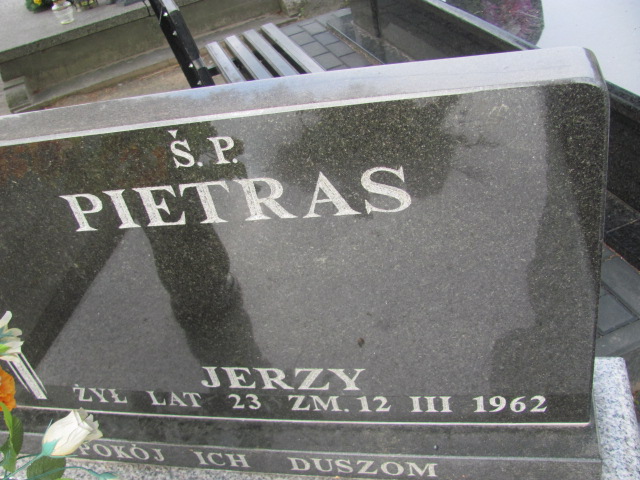 Š.P.
PIETRAS
JERZY
ŻYŁ LAT 23 ZM. 12 III 1962
POKÓJ ICH DUSZOM